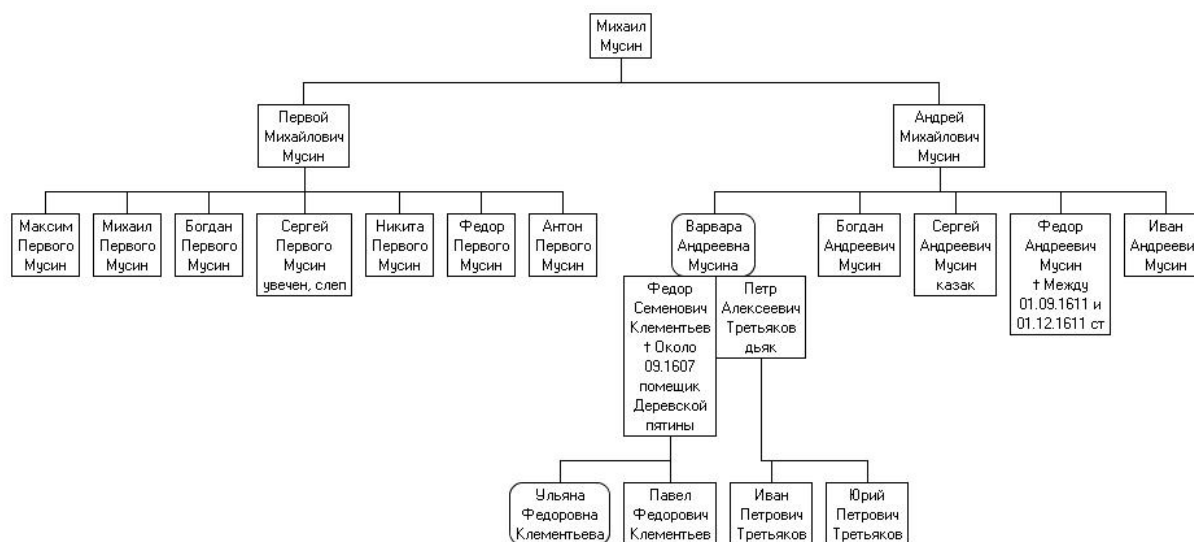 Михаил
Мусин
Первой
Михайлович
Мусин
Андрей
Михайлович
Мусин
Максим
Первого
Мусин
Михаил
Первого
Мусин
Богдан
Первого
Мусин
Сергей
Первого
Мусин
увечен, слеп
Никита
Первого
Мусин
Федор
Первого
Мусин
Антон
Первого
Мусин
Варвара
Андреевна
Мусина
Богдан
Андреевич
Мусин
Сергей
Андреевич
Мусин
казак
Федор
Андреевич
Мусин
† Между
01.09.1611 и
01.12.1611 ст
Иван
Андреевич
Мусин
Федор
Семенович
Клементьев
† Около
09.1607
помещик
Деревской
пятины
Петр
Алексеевич
Третьяков
дьяк
Ульяна
Федоровна
Клементьева
Павел
Федорович
Клементьев
Иван
Петрович
Третьяков
Юрий
Петрович
Третьяков